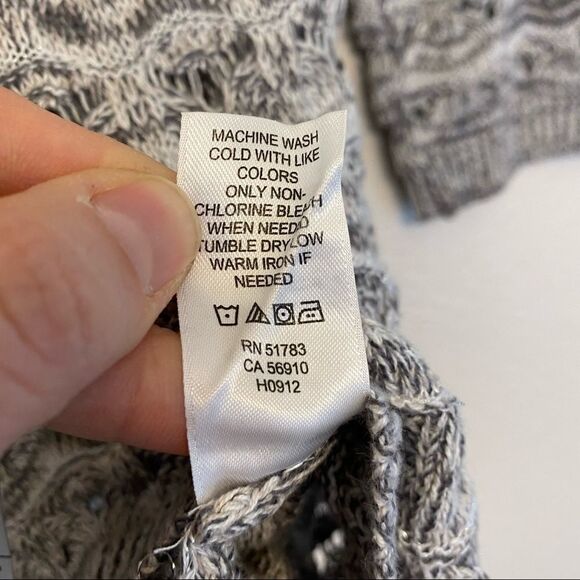 MACHINE WASH
COLD WITH LIKE
COLORS
ONLY NON-
CHLORINE BLEACH
WHEN NEEDED
TUMBLE DRY LOW
WARM IRON IF
NEEDED
RN 51783
CA 56910
H0912